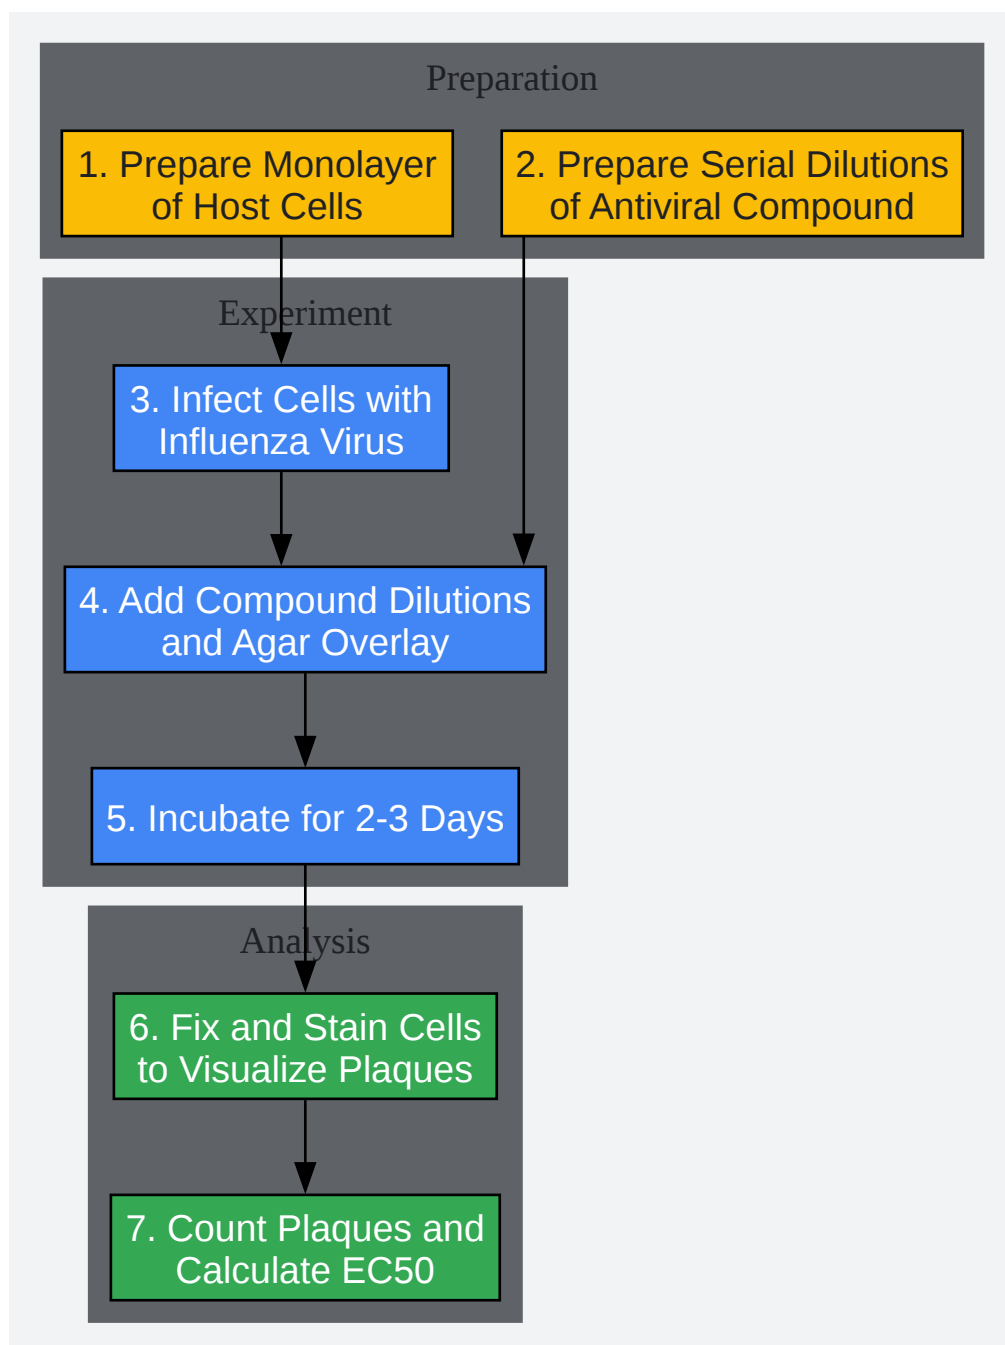 Preparation
1. Prepare Monolayer
of Host Cells
2. Prepare Serial Dilutions
of Antiviral Compound
Experiment
3. Infect Cells with
Influenza Virus
4. Add Compound Dilutions
and Agar Overlay
5. Incubate for 2-3 Days
Analysis
6. Fix and Stain Cells
to Visualize Plaques
7. Count Plaques and
Calculate EC50